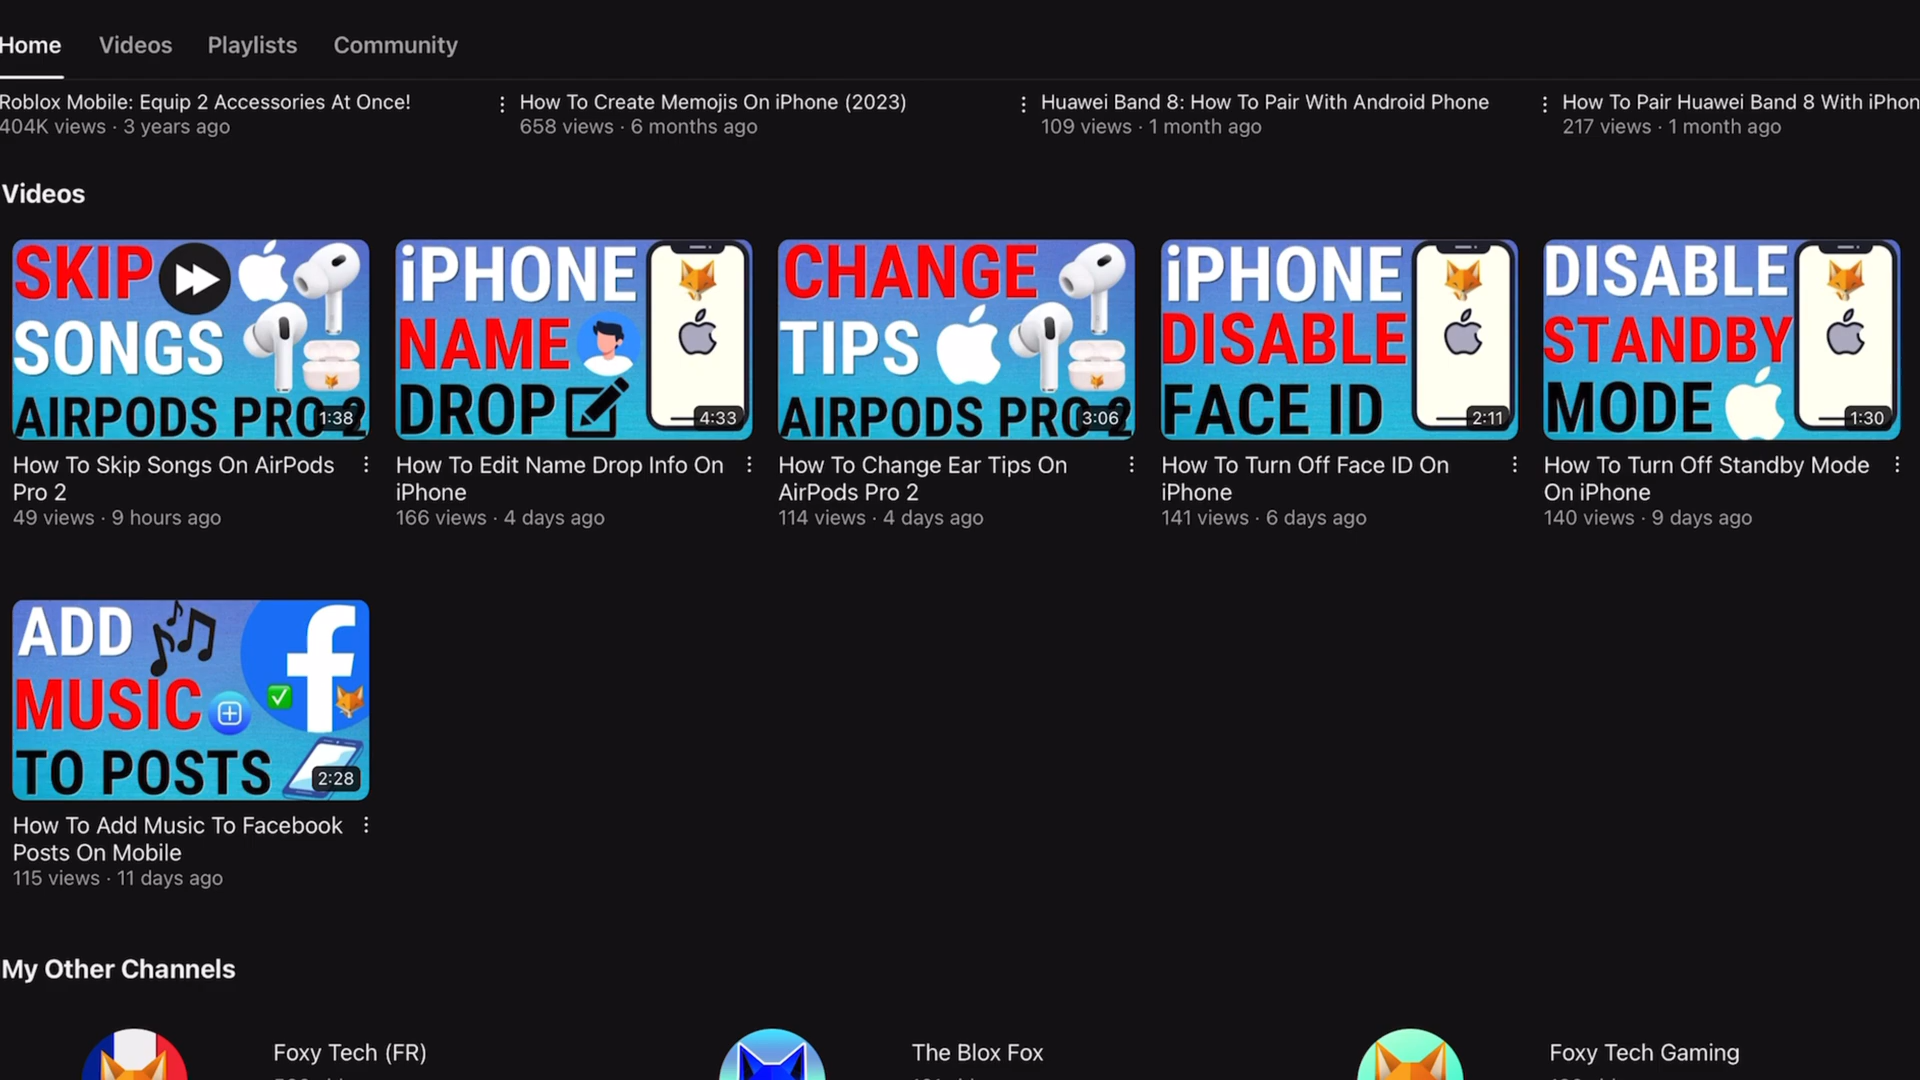 Home Videos Playlists Community
Roblox Mobile: Equip 2 Accessories At Once!
404K views · 3 years ago
How To Create Memojis On iPhone (2023)
658 views · 6 months ago
Huawei Band 8: How To Pair With Android Phone
109 views · 1 month ago
How To Pair Huawei Band 8 With iPhon
217 views · 1 month ago
Videos
SKIP
SONGS
AIRPODS PRO 2
1:38
How To Skip Songs On AirPods
Pro 2
49 views · 9 hours ago
iPHONE
NAME
DROP
4:33
How To Edit Name Drop Info On
iPhone
166 views · 4 days ago
CHANGE
TIPS
AIRPODS PRO 2
3:06
How To Change Ear Tips On
AirPods Pro 2
114 views · 4 days ago
iPHONE
DISABLE
FACE ID
2:11
How To Turn Off Face ID On
iPhone
141 views · 6 days ago
DISABLE
STANDBY
MODE
1:30
How To Turn Off Standby Mode
On iPhone
140 views · 9 days ago
ADD
MUSIC
TO POSTS
2:28
How To Add Music To Facebook
Posts On Mobile
115 views · 11 days ago
My Other Channels
Foxy Tech (FR)
The Blox Fox
Foxy Tech Gaming